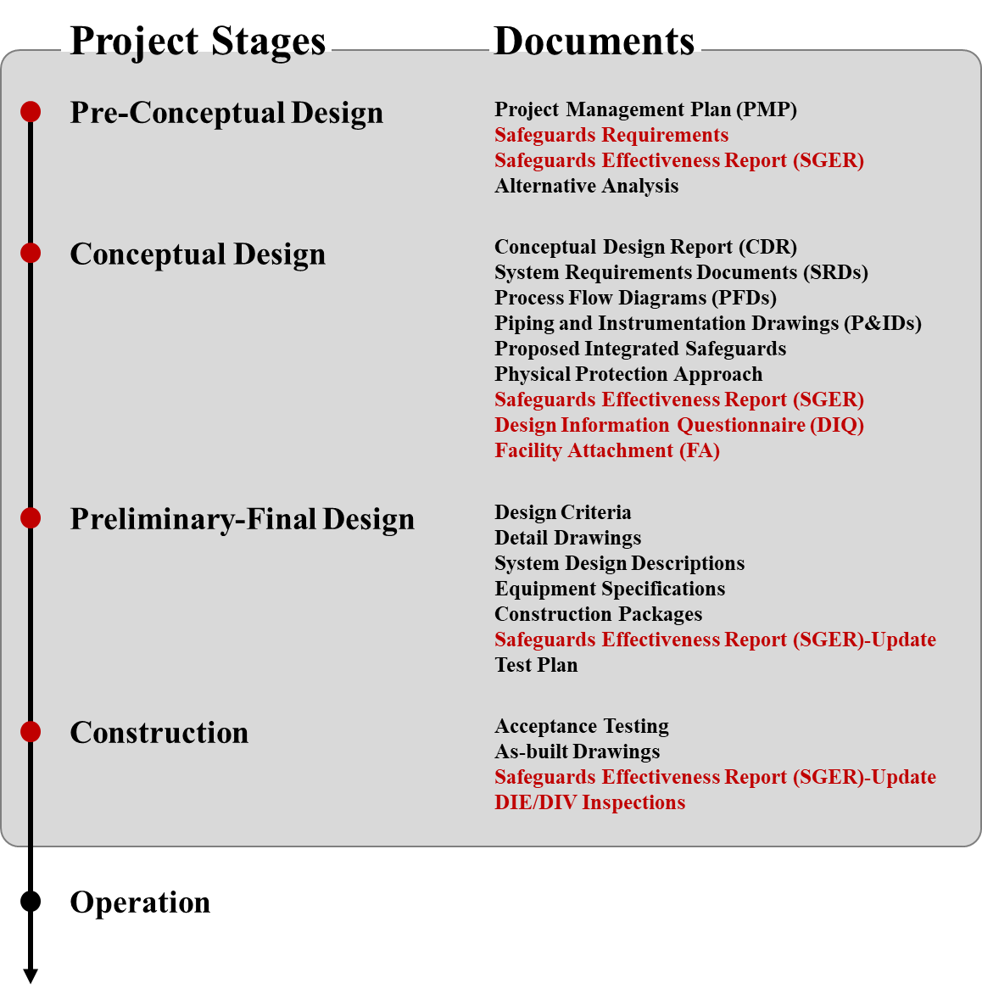 Project Stages
Documents
Pre-Conceptual Design
Project Management Plan (PMP)
Safeguards Requirements
Safeguards Effectiveness Report (SGER)
Alternative Analysis
Conceptual Design
Conceptual Design Report (CDR)
System Requirements Documents (SRDs)
Process Flow Diagrams (PFDs)
Piping and Instrumentation Drawings (P&IDs)
Proposed Integrated Safeguards
Physical Protection Approach
Safeguards Effectiveness Report (SGER)
Design Information Questionnaire (DIQ)
Facility Attachment (FA)
Preliminary-Final Design
Design Criteria
Detail Drawings
System Design Descriptions
Equipment Specifications
Construction Packages
Safeguards Effectiveness Report (SGER)-Update
Test Plan
Construction
Acceptance Testing
As-built Drawings
Safeguards Effectiveness Report (SGER)-Update
DIE/DIV Inspections
Operation